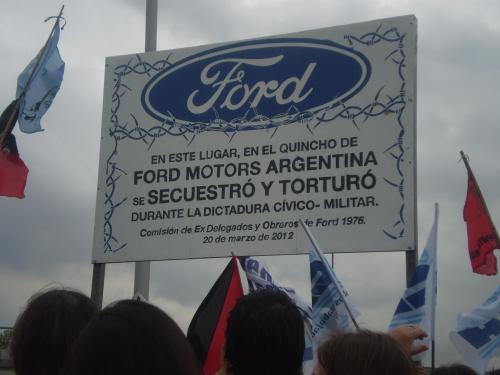 Ford
EN ESTE LUGAR, EN EL QUINCHO DE
FORD MOTORS ARGENTINA
SE SECUESTRÓ Y TORTURÓ
DURANTE LA DICTADURA CÍVICO- MILITAR.
Comisión de Ex Delegados y Obreros de Ford 1976.
20 de marzo de 2012